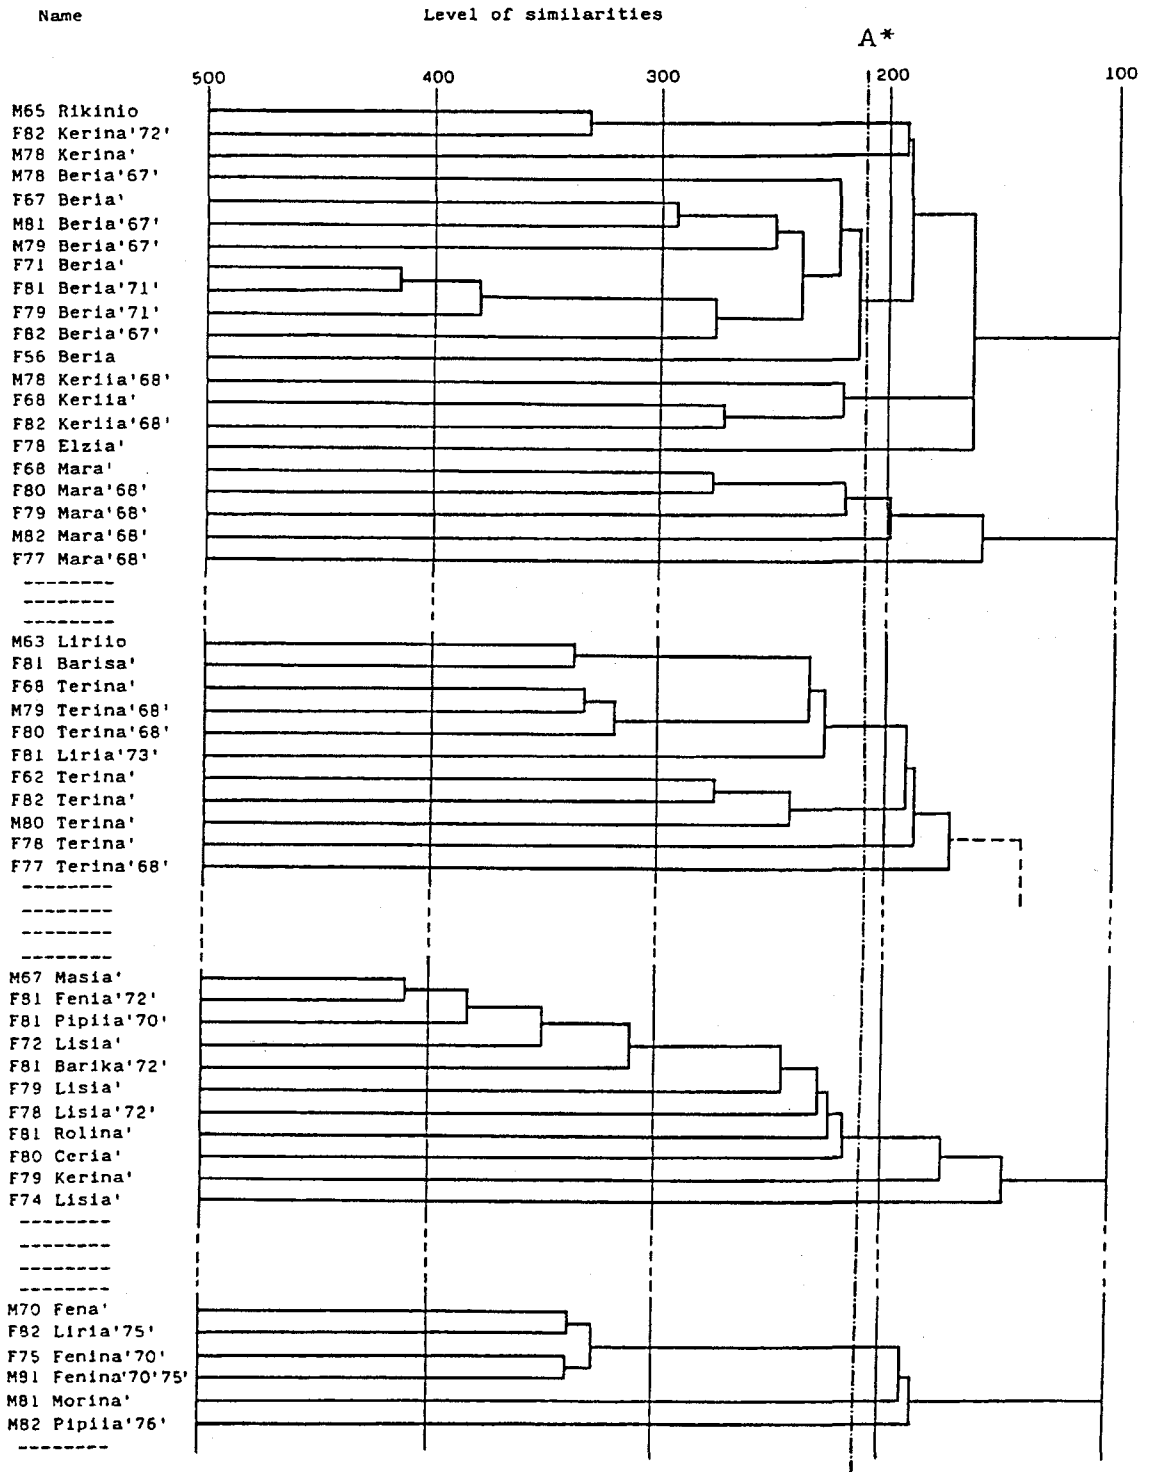 Name Level of similarities
A*
500 400 300 200 100
M65 Rikinio
F82 Kerina'72'
M78 Kerina'
M78 Beria'67'
F67 Beria'
M81 Beria'67'
M79 Beria'67'
F71 Beria'
F81 Beria'71'
F79 Beria'71'
F82 Beria'67'
F56 Beria
M78 Keriia'68'
F68 Keriia'
F82 Keriia'68'
F78 Elzia'
F68 Mara'
F80 Mara'68'
F79 Mara'68'
M82 Mara'68'
F77 Mara'68'
--------
--------
--------
M63 Liriio
F81 Barisa'
F68 Terina'
M79 Terina'68'
F80 Terina'68'
F81 Liria'73'
F62 Terina'
F82 Terina'
M80 Terina'
F78 Terina'
F77 Terina'68'
--------
--------
--------
--------
M67 Masia'
F81 Fenia'72'
F81 Pipiia'70'
F72 Lisia'
F81 Barika'72'
F79 Lisia'
F78 Lisia'72'
F81 Rolina'
F80 Ceria'
F79 Kerina'
F74 Lisia'
--------
--------
--------
--------
M70 Fena'
F82 Liria'75'
F75 Fenina'70'
M81 Fenina'70'75'
M81 Morina'
M82 Pipiia'76'
--------